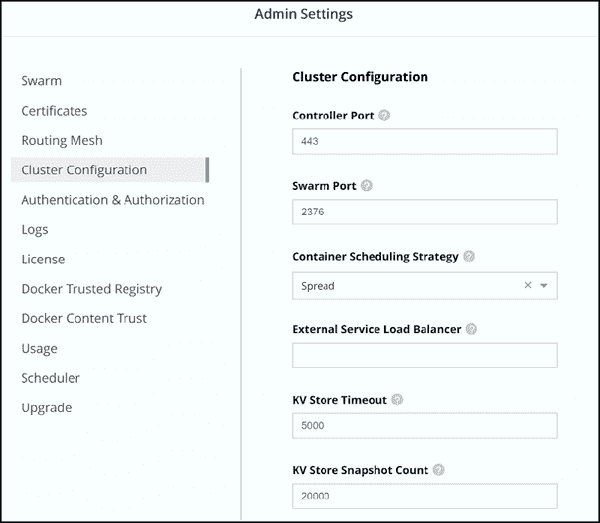 Admin Settings
Swarm
Certificates
Routing Mesh
Cluster Configuration
Authentication & Authorization
Logs
License
Docker Trusted Registry
Docker Content Trust
Usage
Scheduler
Upgrade
Cluster Configuration
Controller Port ?
443
Swarm Port ?
2376
Container Scheduling Strategy ?
Spread ×
External Service Load Balancer ?
KV Store Timeout ?
5000
KV Store Snapshot Count ?
20000